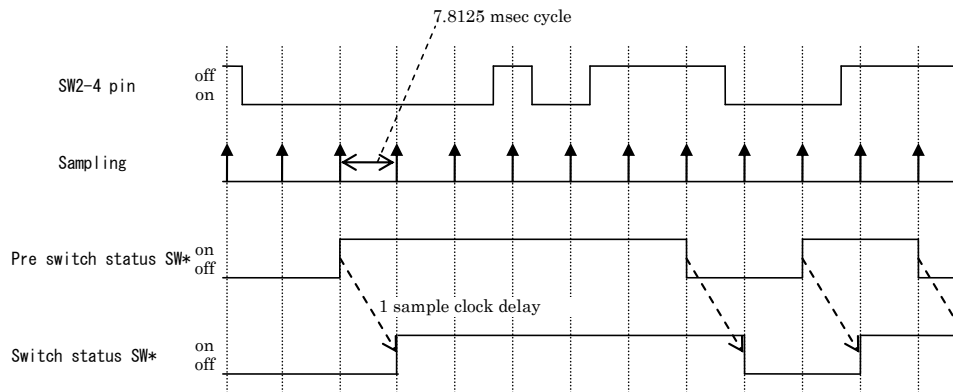 7.8125 msec cycle
SW2-4 pin
off
on
Sampling
Pre switch status SW*
on
off
1 sample clock delay
Switch status SW*
on
off